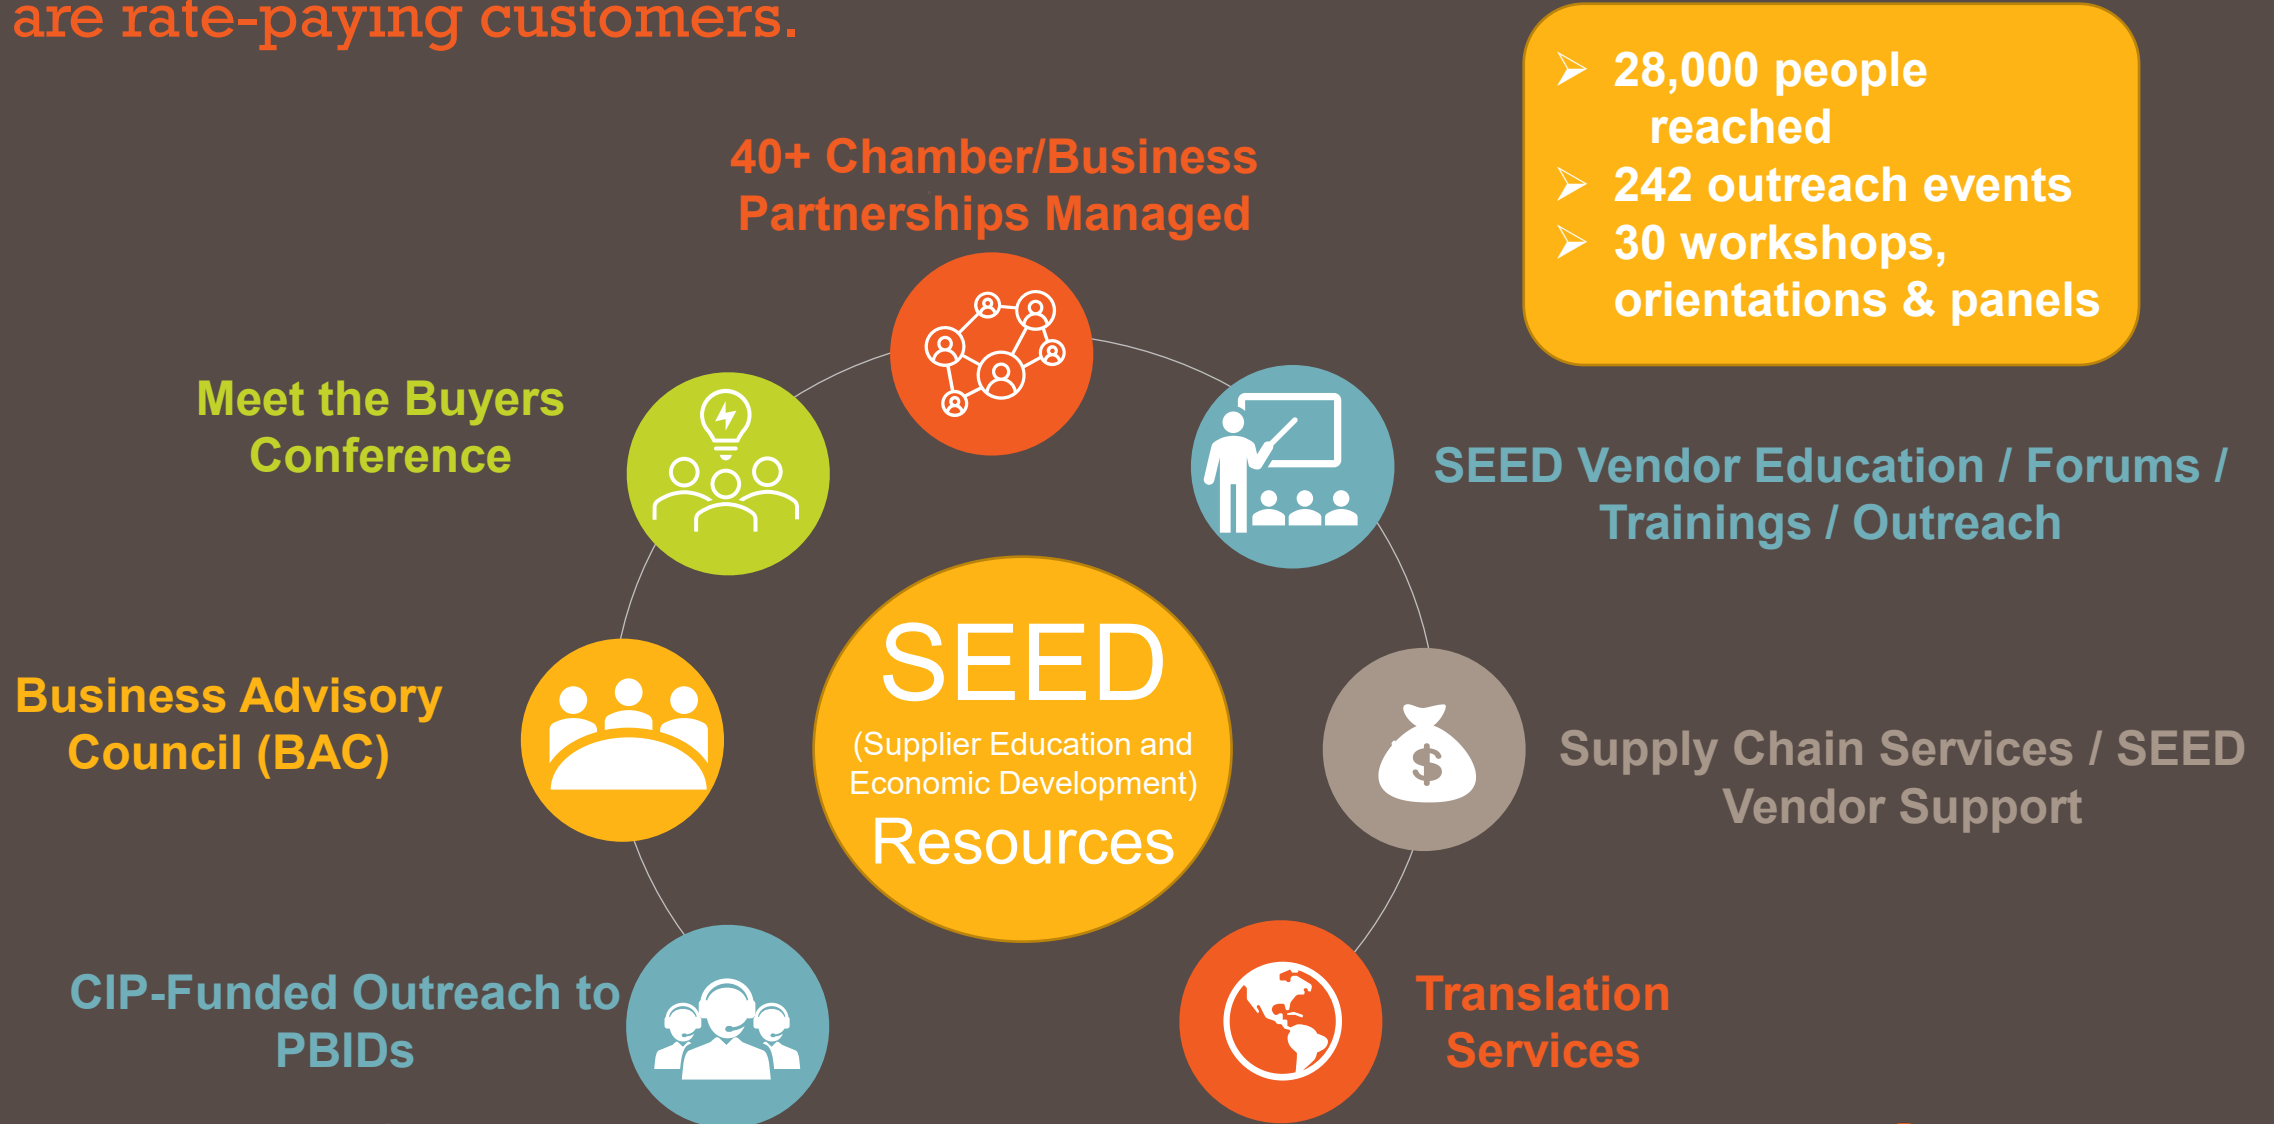 are rate-paying customers.
➢ 28,000 people
reached
➢ 242 outreach events
➢ 30 workshops,
orientations & panels
40+ Chamber/Business
Partnerships Managed
Meet the Buyers
Conference
SEED Vendor Education / Forums /
Trainings / Outreach
Business Advisory
Council (BAC)
SEED
(Supplier Education and
Economic Development)
Resources
$
Supply Chain Services / SEED
Vendor Support
CIP-Funded Outreach to
PBIDs
Translation
Services